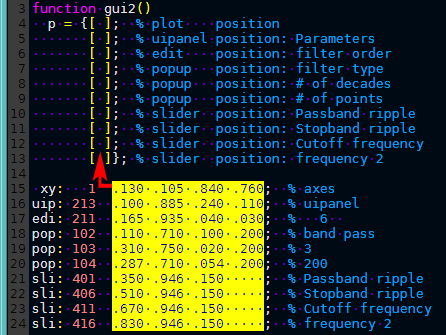 3 function gui2()
4 p = {[ ]; % plot position
5 [ ]; % uipanel position: Parameters
6 [ ]; % edit position: filter order
7 [ ]; % popup position: filter type
8 [ ]; % popup position: # of decades
9 [ ]; % popup position: # of points
10 [ ]; % slider position: Passband ripple
11 [ ]; % slider position: Stopband ripple
12 [ ]; % slider position: Cutoff frequency
13 [ ]}; % slider position: frequency 2
14
15 xy: 1 .130 .105 .840 .760; % axes
16 uip: 213 .100 .885 .240 .110; % uipanel
17 edi: 211 .165 .935 .040 .030; % 6
18 pop: 102 .110 .710 .100 .200; % band pass
19 pop: 103 .310 .750 .020 .200; % 3
20 pop: 104 .287 .710 .054 .200; % 200
21 sli: 401 .350 .946 .150 ; % Passband ripple
22 sli: 406 .510 .946 .150 ; % Stopband ripple
23 sli: 411 .670 .946 .150 ; % Cutoff frequency
24 sli: 416 .830 .946 .150 ; % frequency 2